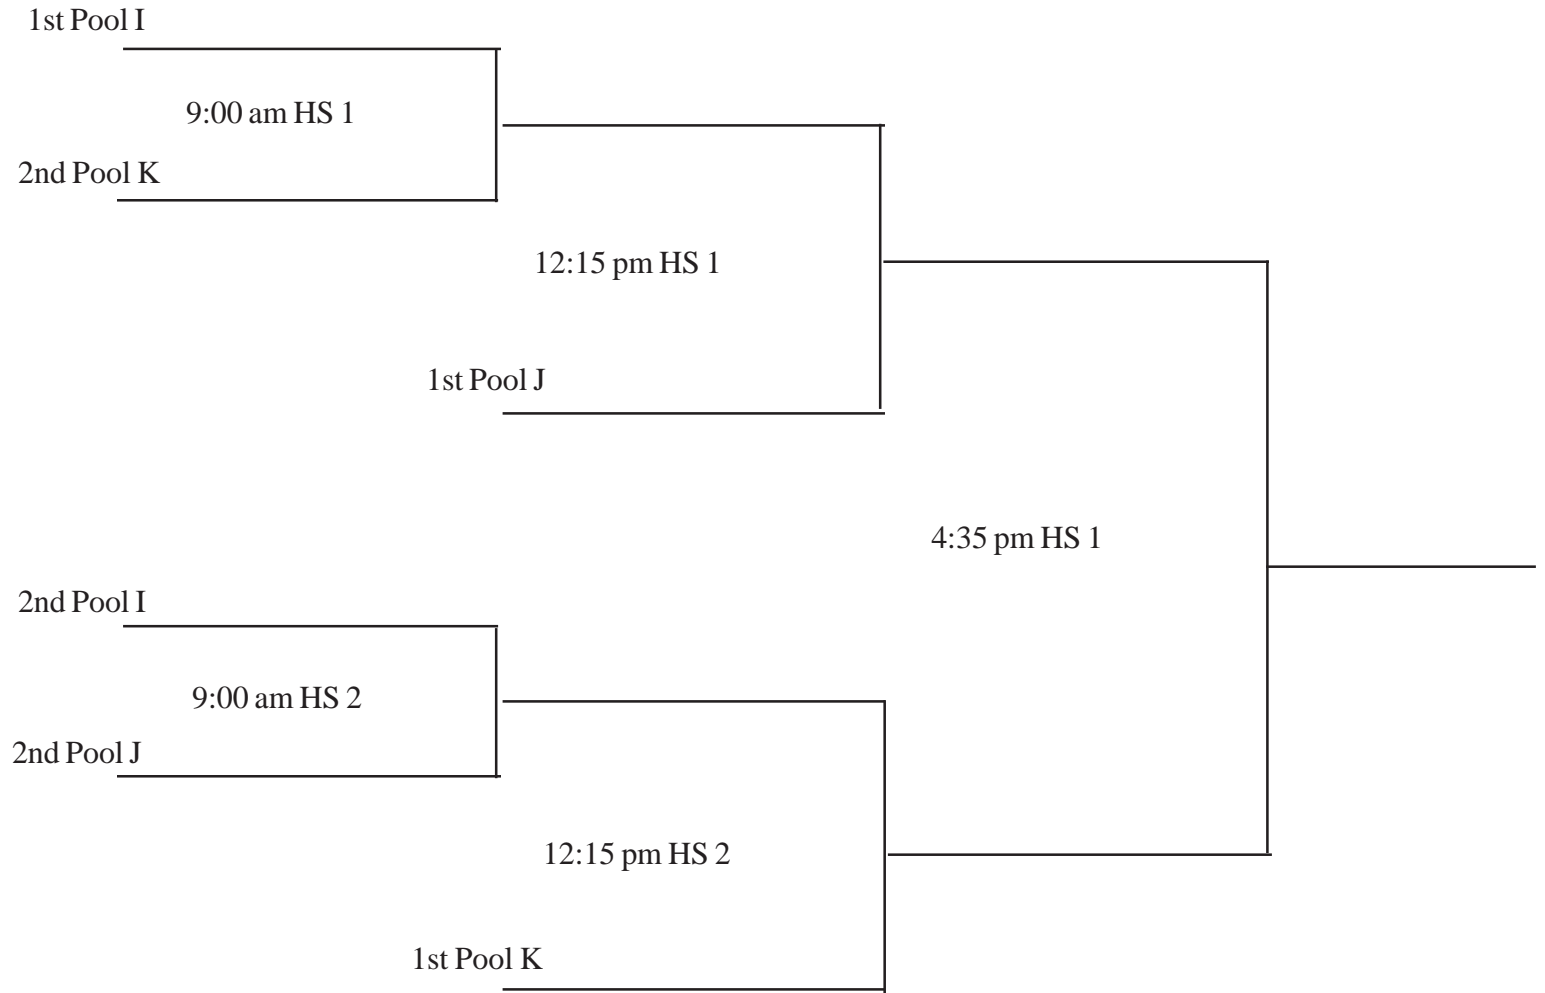 1st Pool I
9:00 am HS 1
2nd Pool K
12:15 pm HS 1
1st Pool J
4:35 pm HS 1
2nd Pool I
9:00 am HS 2
2nd Pool J
12:15 pm HS 2
1st Pool K